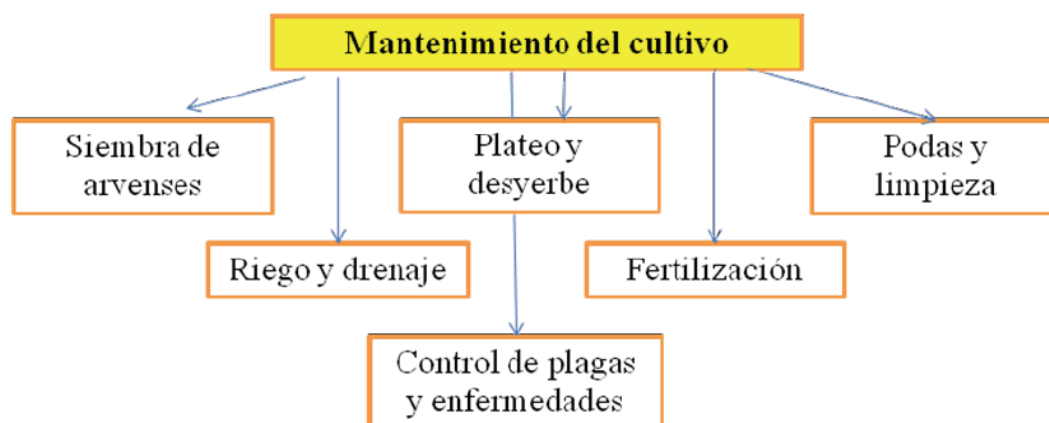 Mantenimiento del cultivo
Siembra de
arvenses
Plateo y
desyerbe
Podas y
limpieza
Riego y drenaje
Fertilización
Control de plagas
y enfermedades